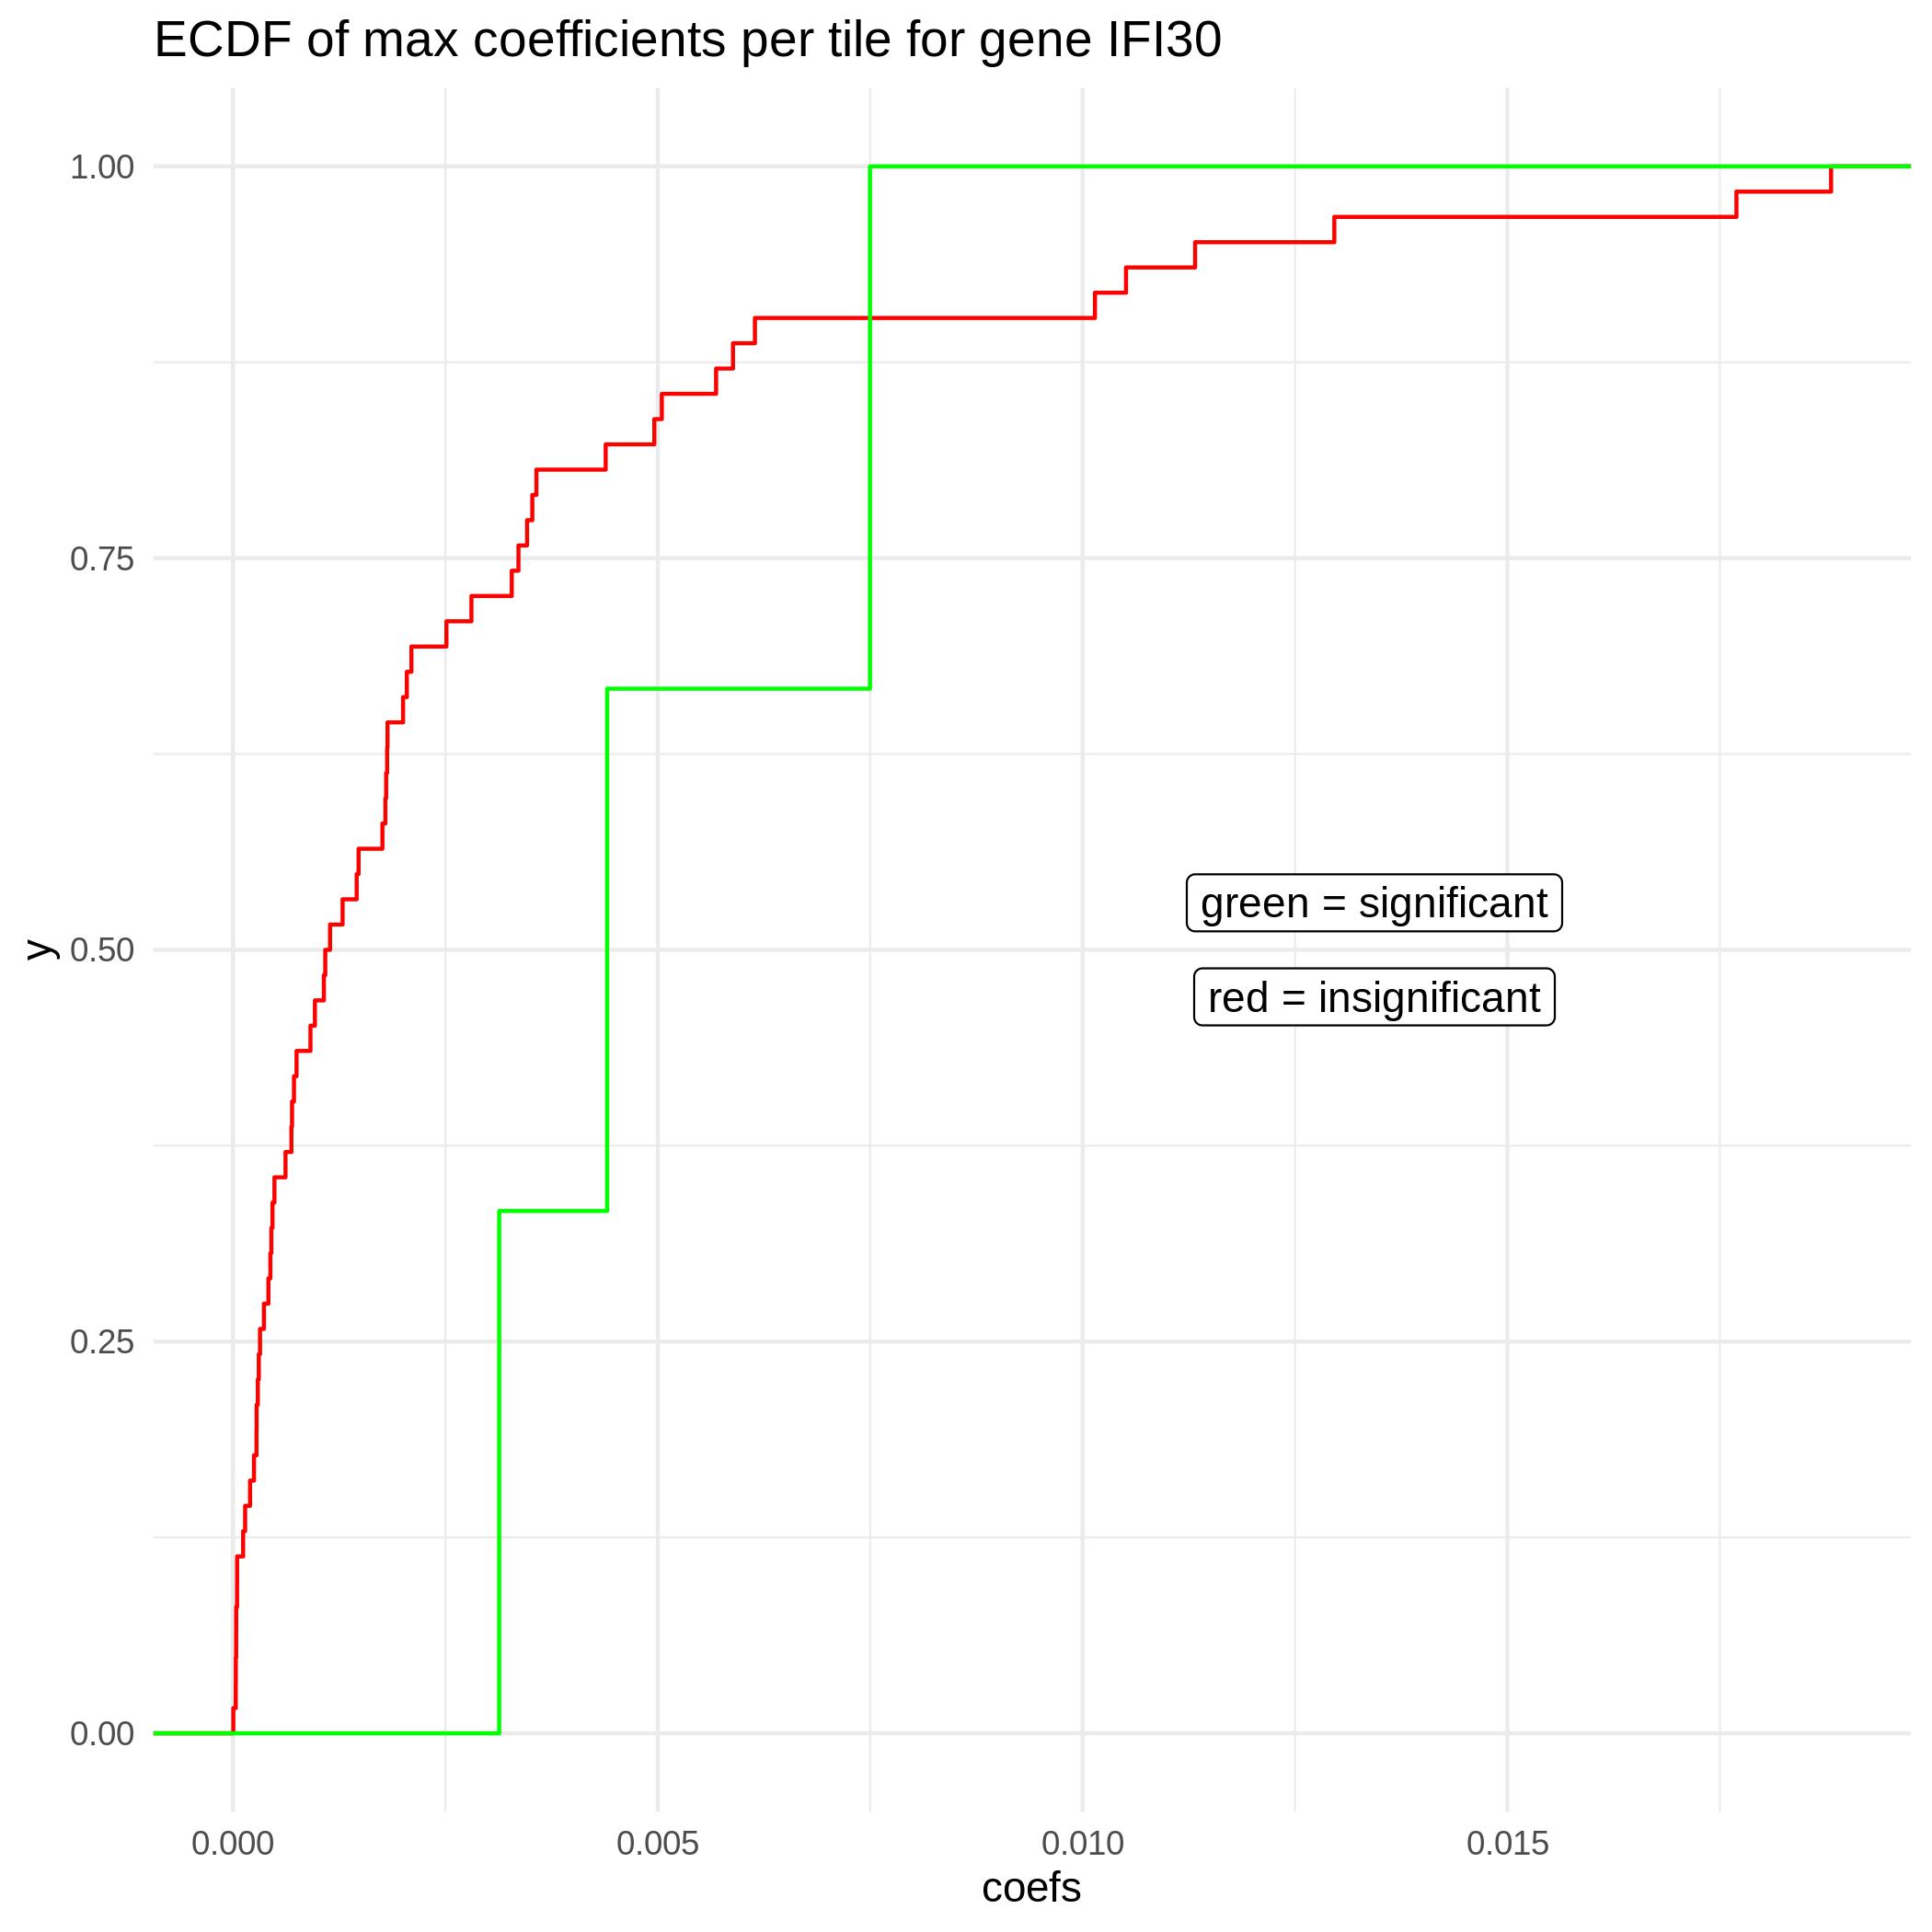 ECDF of max coefficients per tile for gene IFI30
1.00
0.75
0.50
0.25
0.00
y
green = significant
red = insignificant
0.000 0.005 0.010 0.015
coefs